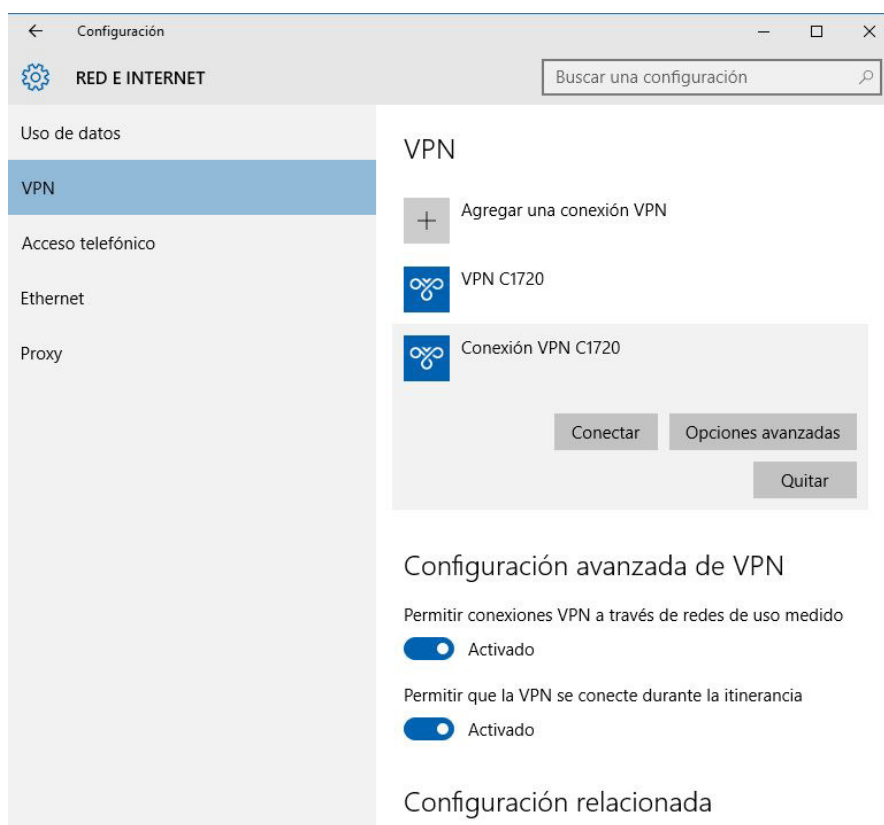 Configuración
RED E INTERNET
Buscar una configuración
Uso de datos
VPN
Acceso telefónico
Ethernet
Proxy
VPN
Agregar una conexión VPN
VPN C1720
Conexión VPN C1720
Conectar
Opciones avanzadas
Quitar
Configuración avanzada de VPN
Permitir conexiones VPN a través de redes de uso medido
Activado
Permitir que la VPN se conecte durante la itinerancia
Activado
Configuración relacionada